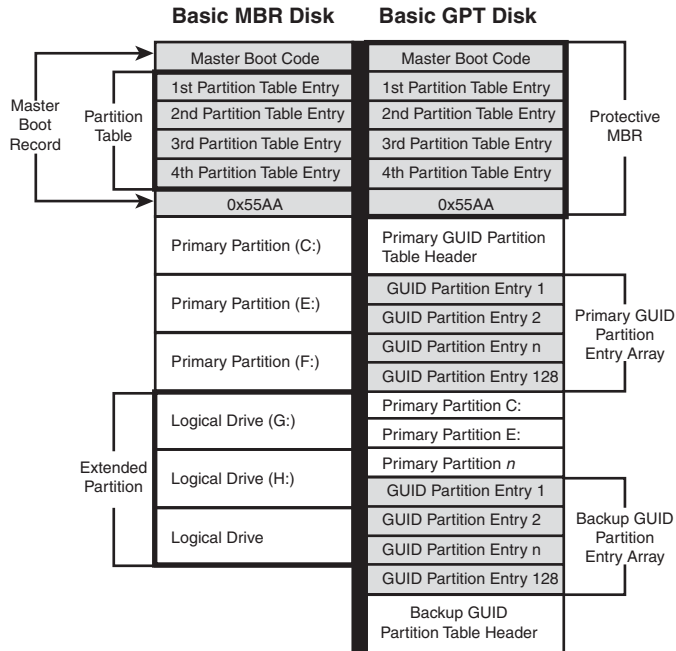 Basic MBR Disk
Basic GPT Disk
Master
Boot
Record
Partition
Table
Master Boot Code
1st Partition Table Entry
2nd Partition Table Entry
3rd Partition Table Entry
4th Partition Table Entry
0x55AA
Primary Partition (C:)
Primary Partition (E:)
Primary Partition (F:)
Extended
Partition
Logical Drive (G:)
Logical Drive (H:)
Logical Drive
Master Boot Code
1st Partition Table Entry
2nd Partition Table Entry
3rd Partition Table Entry
4th Partition Table Entry
0x55AA
Protective
MBR
Primary GUID Partition
Table Header
GUID Partition Entry 1
GUID Partition Entry 2
GUID Partition Entry n
GUID Partition Entry 128
Primary GUID
Partition
Entry Array
Primary Partition C:
Primary Partition E:
Primary Partition n
GUID Partition Entry 1
GUID Partition Entry 2
GUID Partition Entry n
GUID Partition Entry 128
Backup GUID
Partition
Entry Array
Backup GUID
Partition Table Header